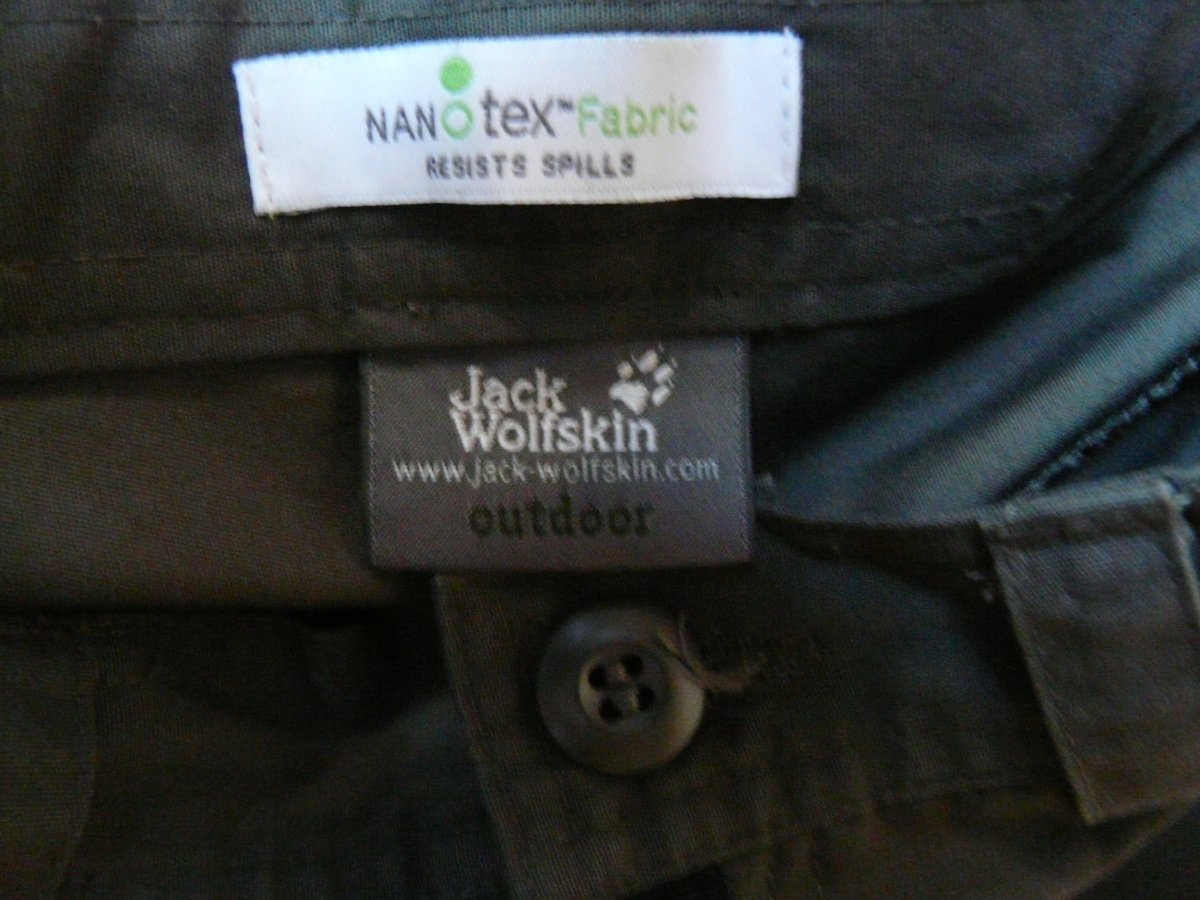 NANOtex™Fabric
RESISTS SPILLS
Jack
Wolfskin
www.jack-wolfskin.com
outdoor